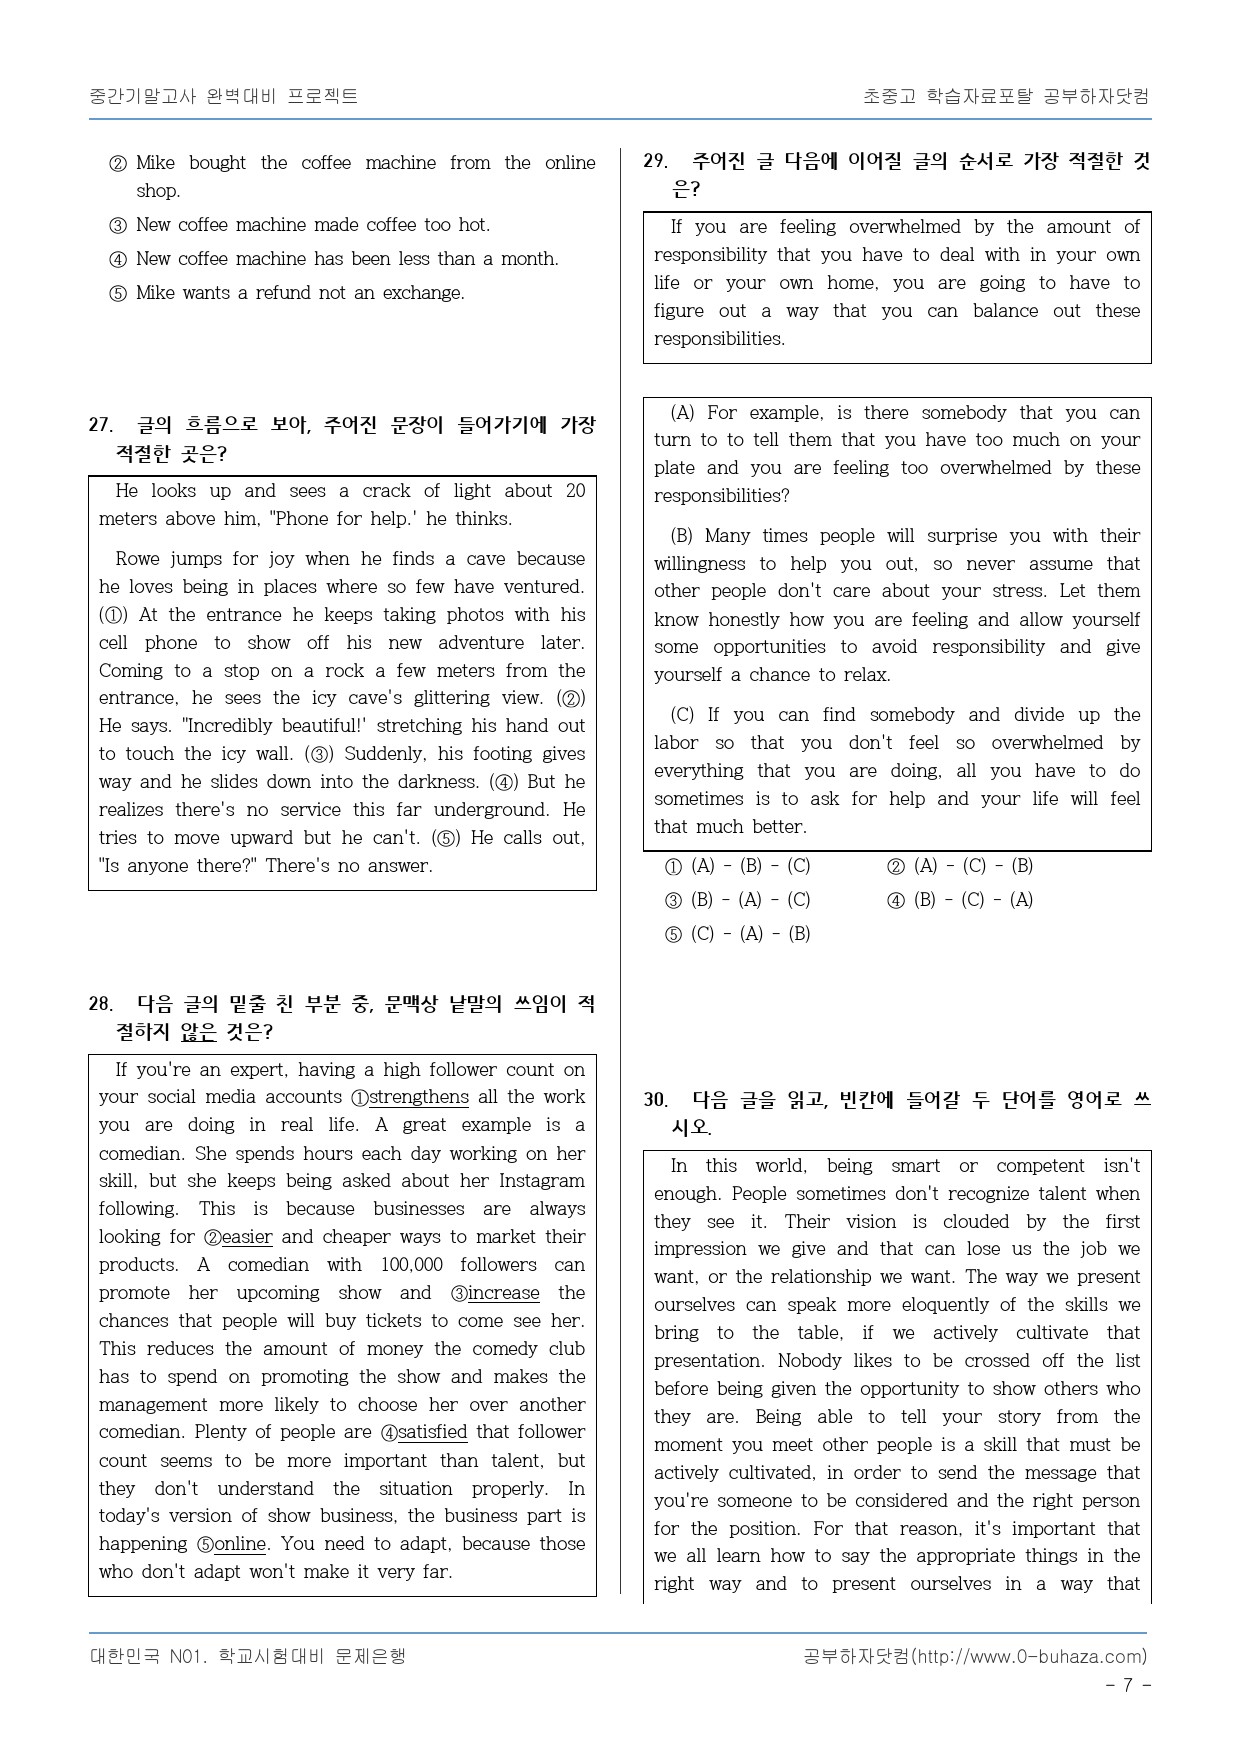 중간기말고사 완벽대비 프로젝트
초중고 학습자료포탈 공부하자닷컴
② Mike bought the coffee machine from the online
shop.
③ New coffee machine made coffee too hot.
④ New coffee machine has been less than a month.
⑤ Mike wants a refund not an exchange.
27. 글의 흐름으로 보아, 주어진 문장이 들어가기에 가장
적절한 곳은?
He looks up and sees a crack of light about 20
meters above him, "Phone for help.' he thinks.
Rowe jumps for joy when he finds a cave because
he loves being in places where so few have ventured.
(①) At the entrance he keeps taking photos with his
cell phone to show off his new adventure later.
Coming to a stop on a rock a few meters from the
entrance, he sees the icy cave's glittering view. (②)
He says. "Incredibly beautiful!' stretching his hand out
to touch the icy wall. (③) Suddenly, his footing gives
way and he slides down into the darkness. (④) But he
realizes there's no service this far underground. He
tries to move upward but he can't. (⑤) He calls out,
"Is anyone there?" There's no answer.
28. 다음 글의 밑줄 친 부분 중, 문맥상 낱말의 쓰임이 적
절하지 않은 것은?
If you're an expert, having a high follower count on
your social media accounts ①strengthens all the work
you are doing in real life. A great example is a
comedian. She spends hours each day working on her
skill, but she keeps being asked about her Instagram
following. This is because businesses are always
looking for ②easier and cheaper ways to market their
products. A comedian with 100,000 followers can
promote her upcoming show and ③increase the
chances that people will buy tickets to come see her.
This reduces the amount of money the comedy club
has to spend on promoting the show and makes the
management more likely to choose her over another
comedian. Plenty of people are ④satisfied that follower
count seems to be more important than talent, but
they don't understand the situation properly. In
today's version of show business, the business part is
happening ⑤online. You need to adapt, because those
who don't adapt won't make it very far.
29. 주어진 글 다음에 이어질 글의 순서로 가장 적절한 것
은?
If you are feeling overwhelmed by the amount of
responsibility that you have to deal with in your own
life or your own home, you are going to have to
figure out a way that you can balance out these
responsibilities.
(A) For example, is there somebody that you can
turn to to tell them that you have too much on your
plate and you are feeling too overwhelmed by these
responsibilities?
(B) Many times people will surprise you with their
willingness to help you out, so never assume that
other people don't care about your stress. Let them
know honestly how you are feeling and allow yourself
some opportunities to avoid responsibility and give
yourself a chance to relax.
(C) If you can find somebody and divide up the
labor so that you don't feel so overwhelmed by
everything that you are doing, all you have to do
sometimes is to ask for help and your life will feel
that much better.
① (A) - (B) - (C) ② (A) - (C) - (B)
③ (B) - (A) - (C) ④ (B) - (C) - (A)
⑤ (C) - (A) - (B)
30. 다음 글을 읽고, 빈칸에 들어갈 두 단어를 영어로 쓰
시오.
In this world, being smart or competent isn't
enough. People sometimes don't recognize talent when
they see it. Their vision is clouded by the first
impression we give and that can lose us the job we
want, or the relationship we want. The way we present
ourselves can speak more eloquently of the skills we
bring to the table, if we actively cultivate that
presentation. Nobody likes to be crossed off the list
before being given the opportunity to show others who
they are. Being able to tell your story from the
moment you meet other people is a skill that must be
actively cultivated, in order to send the message that
you're someone to be considered and the right person
for the position. For that reason, it's important that
we all learn how to say the appropriate things in the
right way and to present ourselves in a way that
대한민국 N01. 학교시험대비 문제은행
공부하자닷컴(http://www.0-buhaza.com)
- 7 -